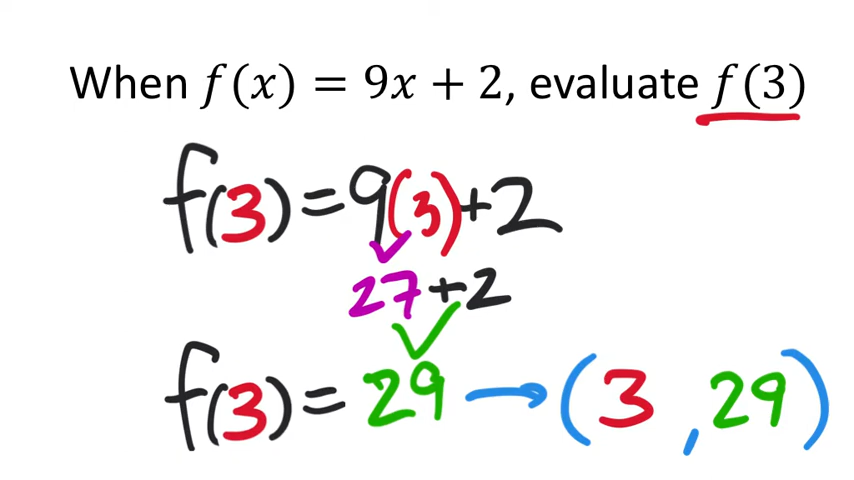 When f(x) = 9x + 2, evaluate f(3)
f(3) = 9(3) + 2
27 + 2
f(3) = 29 → (3, 29)